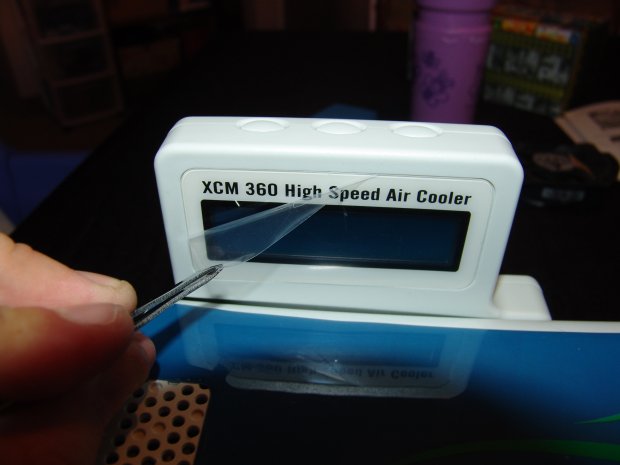 XCM 360 High Speed Air Cooler